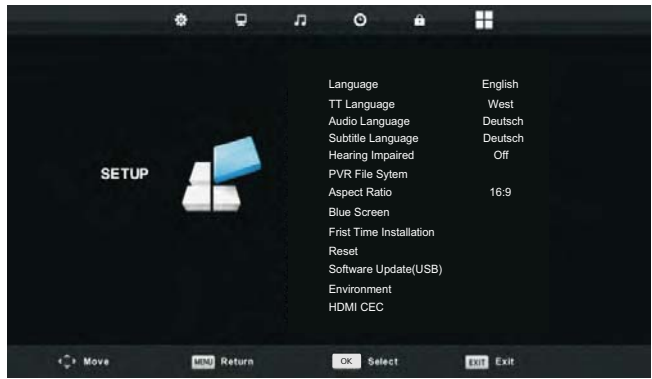 Language English
TT Language West
Audio Language Deutsch
Subtitle Language Deutsch
Hearing Impaired Off
SETUP
PVR File Sytem
Aspect Ratio 16:9
Blue Screen
Frist Time Installation
Reset
Software Update(USB)
Environment
HDMI CEC
Move MENU Return OK Select EXIT Exit